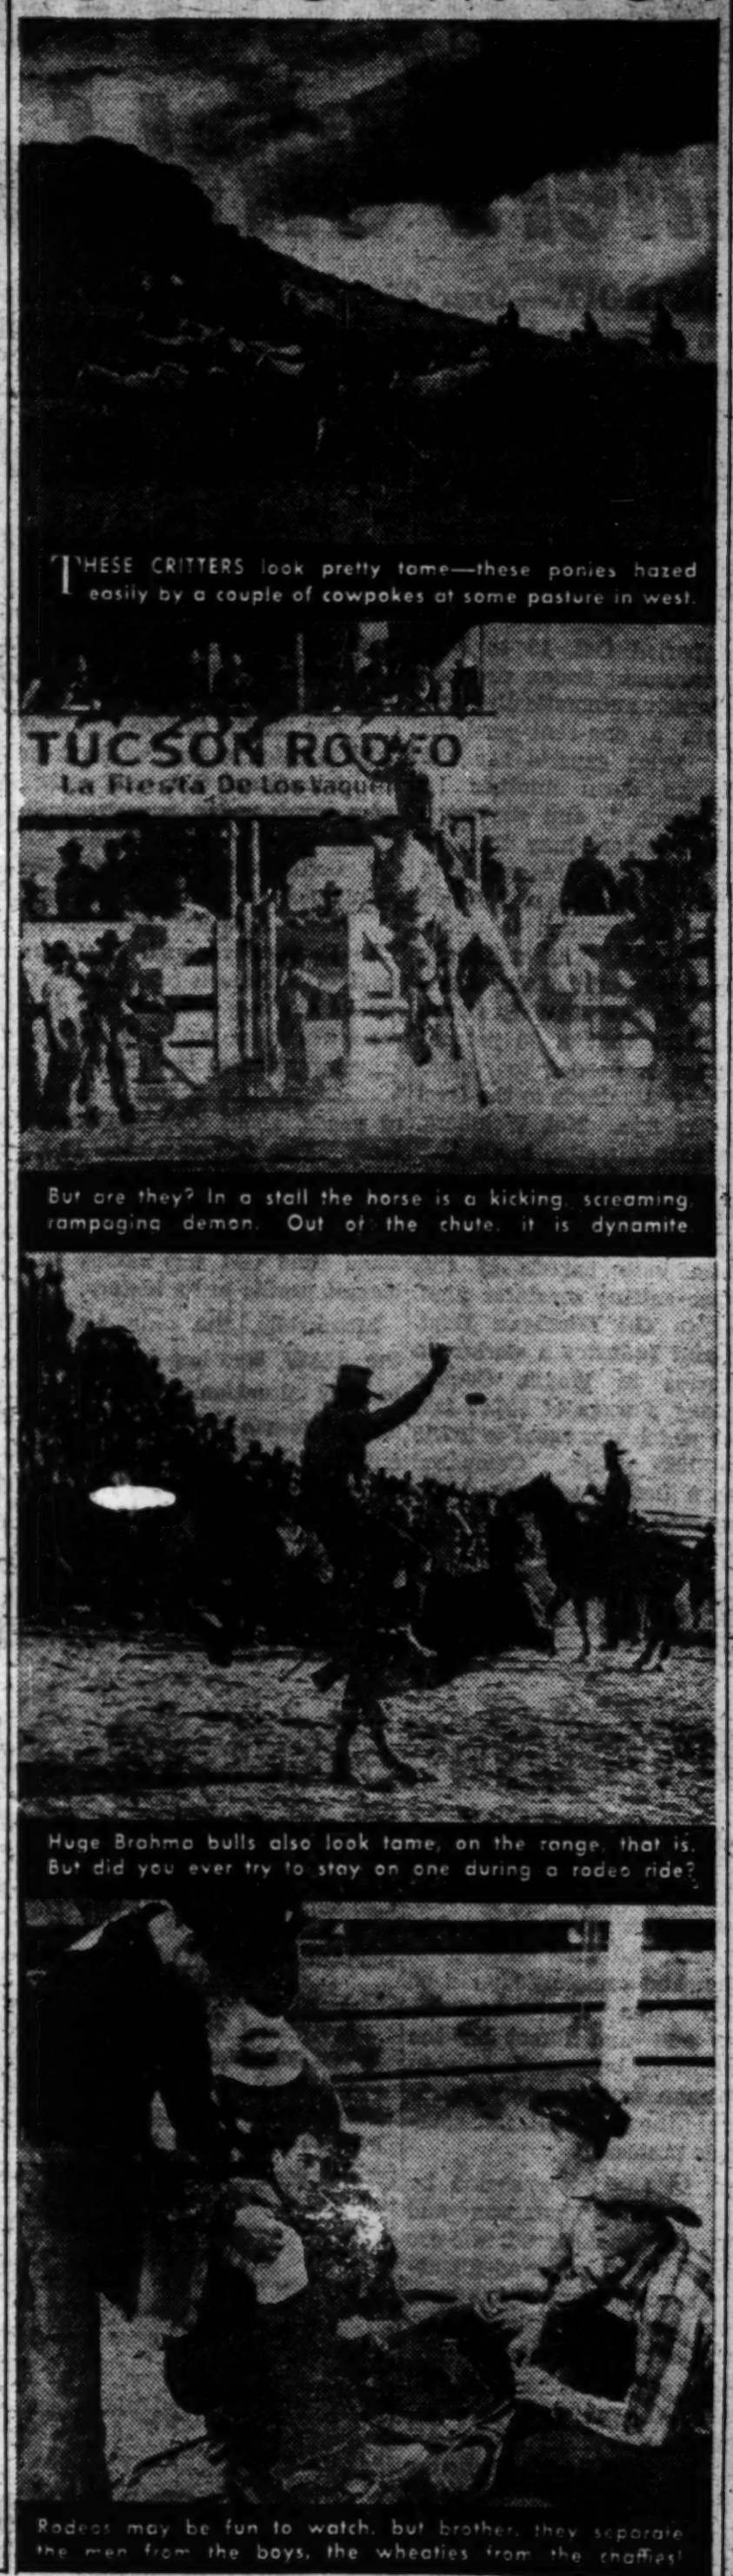 THESE CRITTERS look pretty tame—these ponies hazed
easily by a couple of cowpokes at some pasture in west.
TUCSON RODEO
La Fiesta De Los Vaque
But are they? In a stall the horse is a kicking, screaming,
rampaging demon. Out of the chute, it is dynamite.
Huge Brahma bulls also look tame, on the range, that is.
But did you ever try to stay on one during a rodeo ride?
Rodeos may be fun to watch, but brother, they separate
the men from the boys, the wheaties from the chaffies!